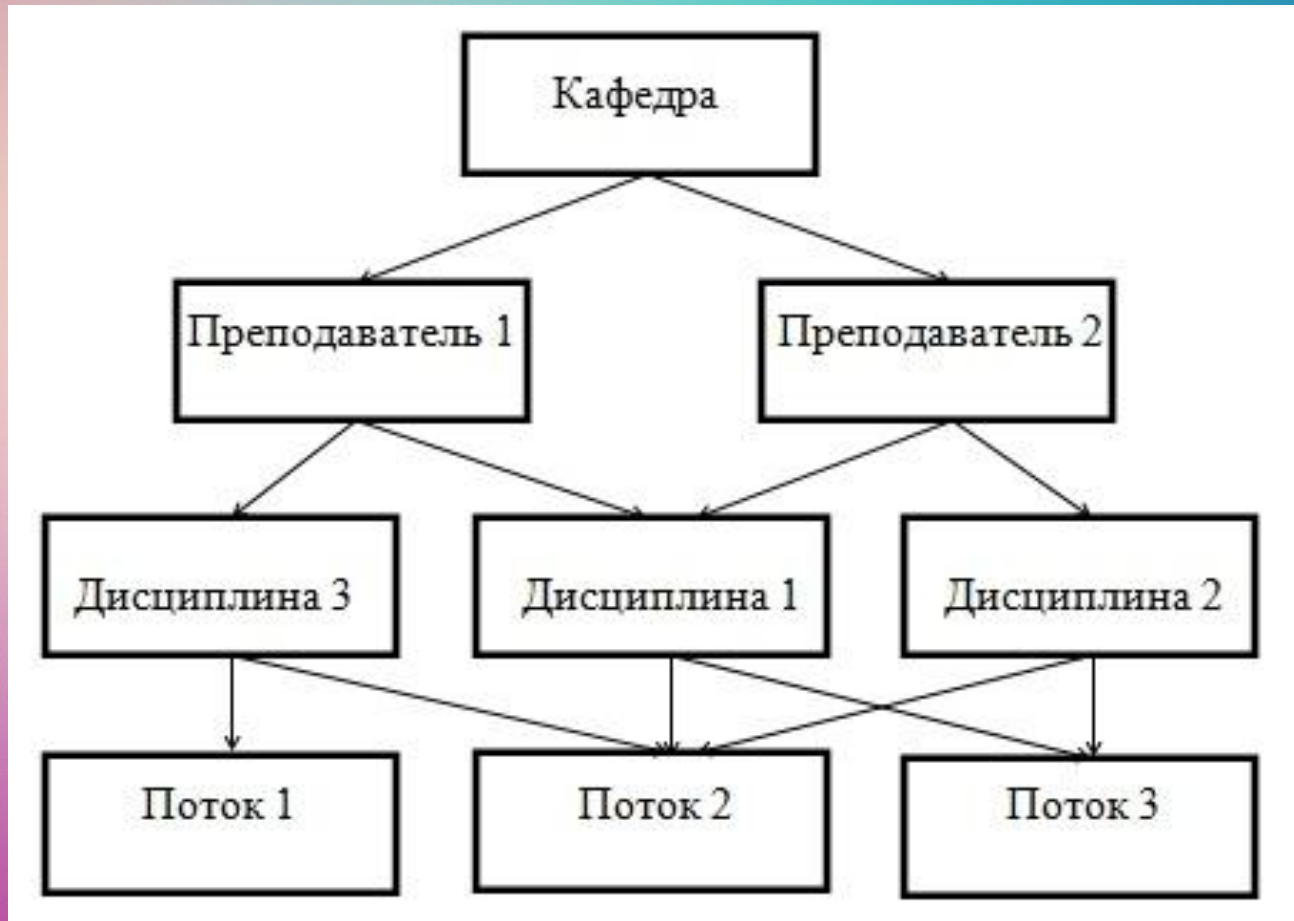 Кафедра
Преподаватель 1
Преподаватель 2
Дисциплина 3
Дисциплина 1
Дисциплина 2
Поток 1
Поток 2
Поток 3